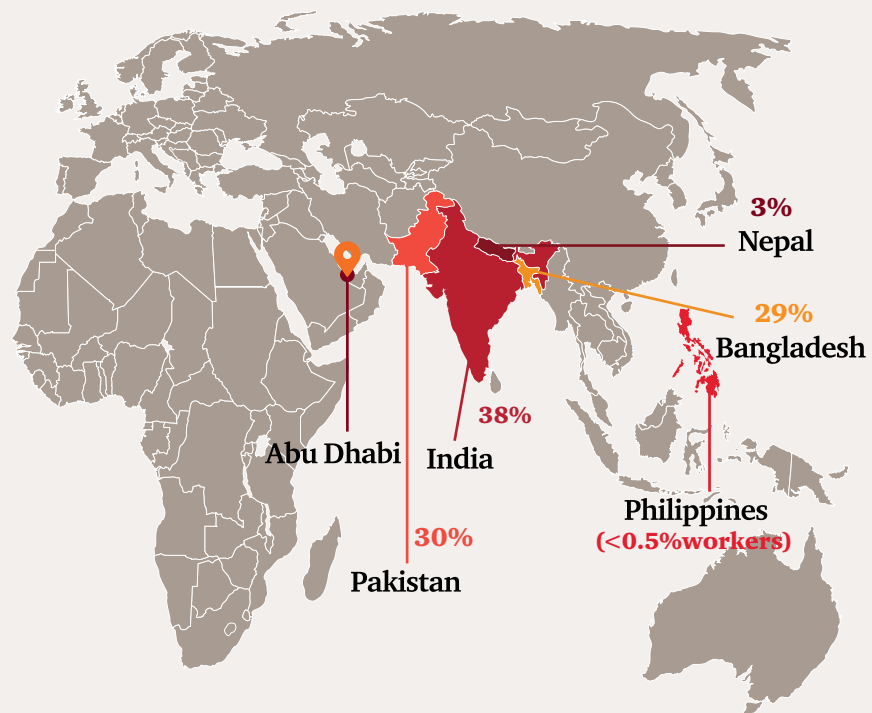 3%
Nepal
29%
Bangladesh
38%
Abu Dhabi
India
Philippines
(<0.5%workers)
30%
Pakistan